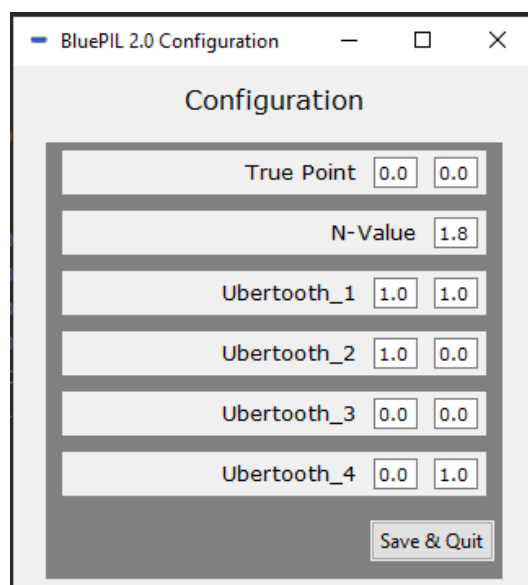 BluePIL 2.0 Configuration
Configuration
True Point 0.0 0.0
N-Value 1.8
Ubertooth_1 1.0 1.0
Ubertooth_2 1.0 0.0
Ubertooth_3 0.0 0.0
Ubertooth_4 0.0 1.0
Save & Quit